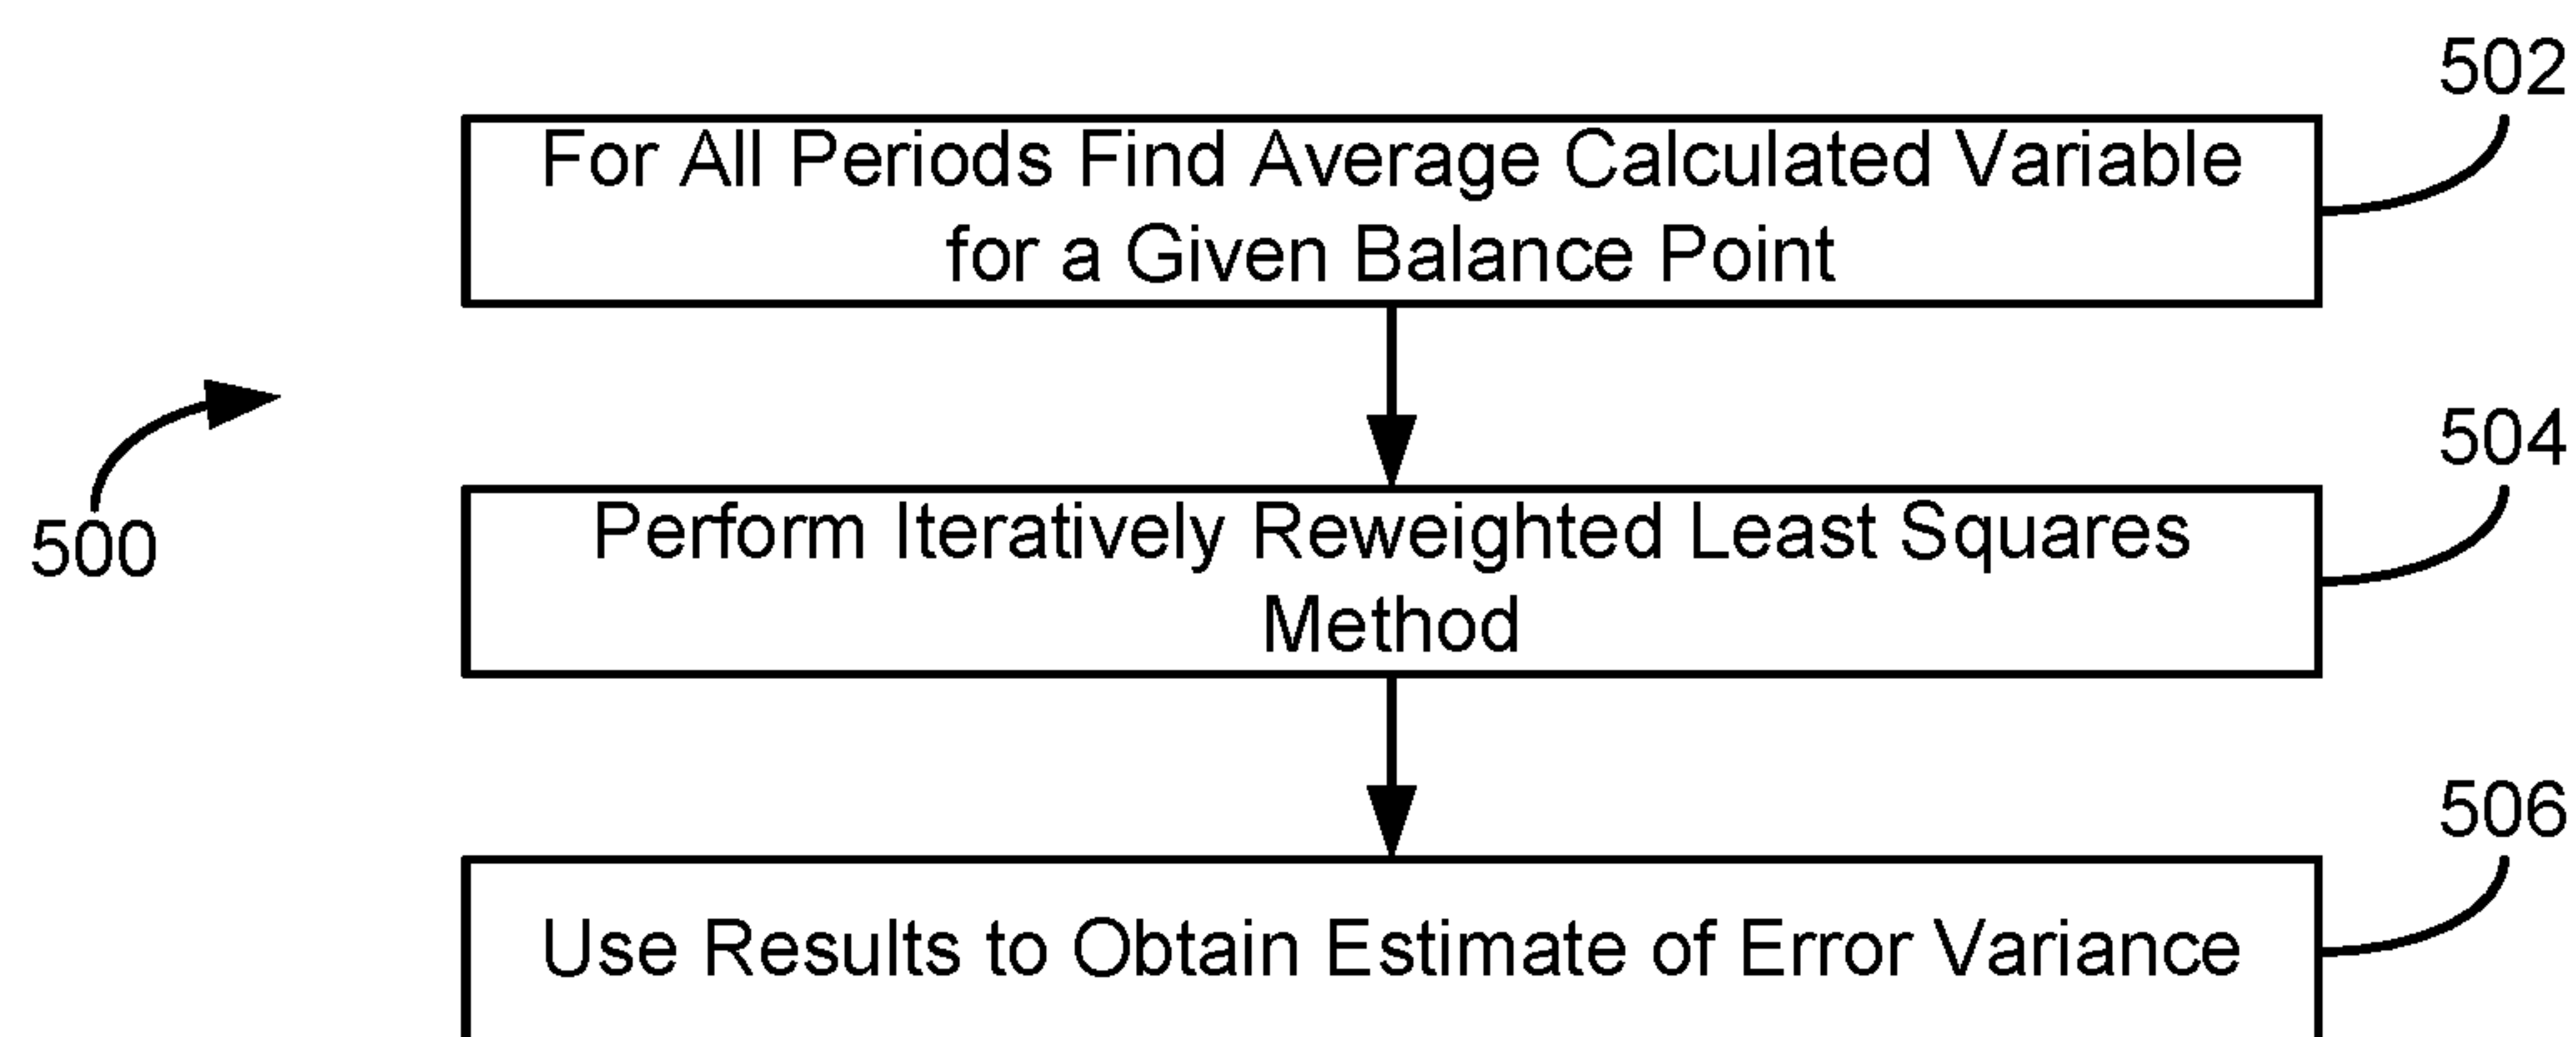 502
For All Periods Find Average Calculated Variable
for a Given Balance Point
500
504
Perform Iteratively Reweighted Least Squares
Method
506
Use Results to Obtain Estimate of Error Variance